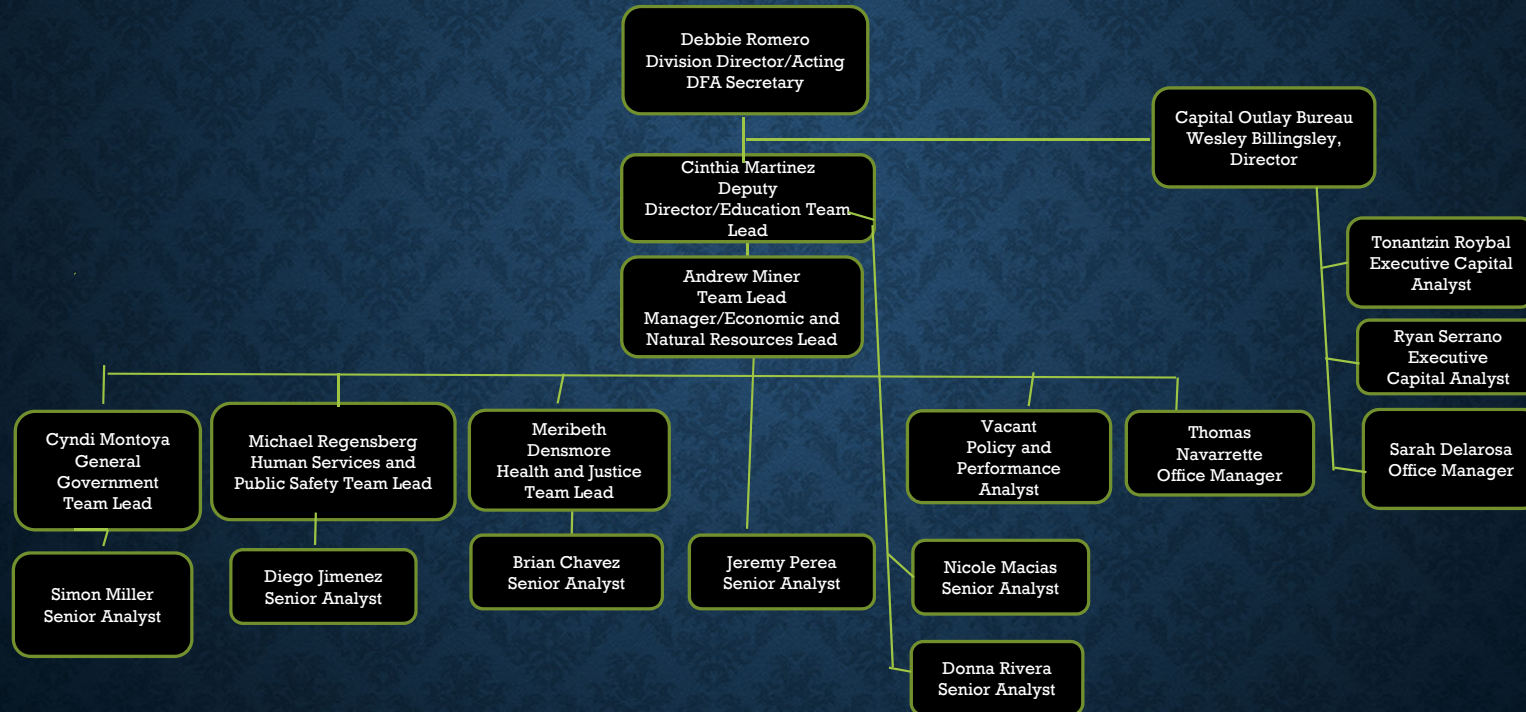 Debbie Romero
Division Director/Acting
DFA Secretary
Capital Outlay Bureau
Wesley Billingsley,
Director
Cinthia Martinez
Deputy
Director/Education Team
Lead
Andrew Miner
Team Lead
Manager/Economic and
Natural Resources Lead
Tonantzin Roybal
Executive Capital
Analyst
Ryan Serrano
Executive
Capital Analyst
Sarah Delarosa
Office Manager
Cyndi Montoya
General
Government
Team Lead
Michael Regensberg
Human Services and
Public Safety Team Lead
Meribeth
Densmore
Health and Justice
Team Lead
Vacant
Policy and
Performance
Analyst
Thomas
Navarrette
Office Manager
Simon Miller
Senior Analyst
Diego Jimenez
Senior Analyst
Brian Chavez
Senior Analyst
Jeremy Perea
Senior Analyst
Nicole Macias
Senior Analyst
Donna Rivera
Senior Analyst